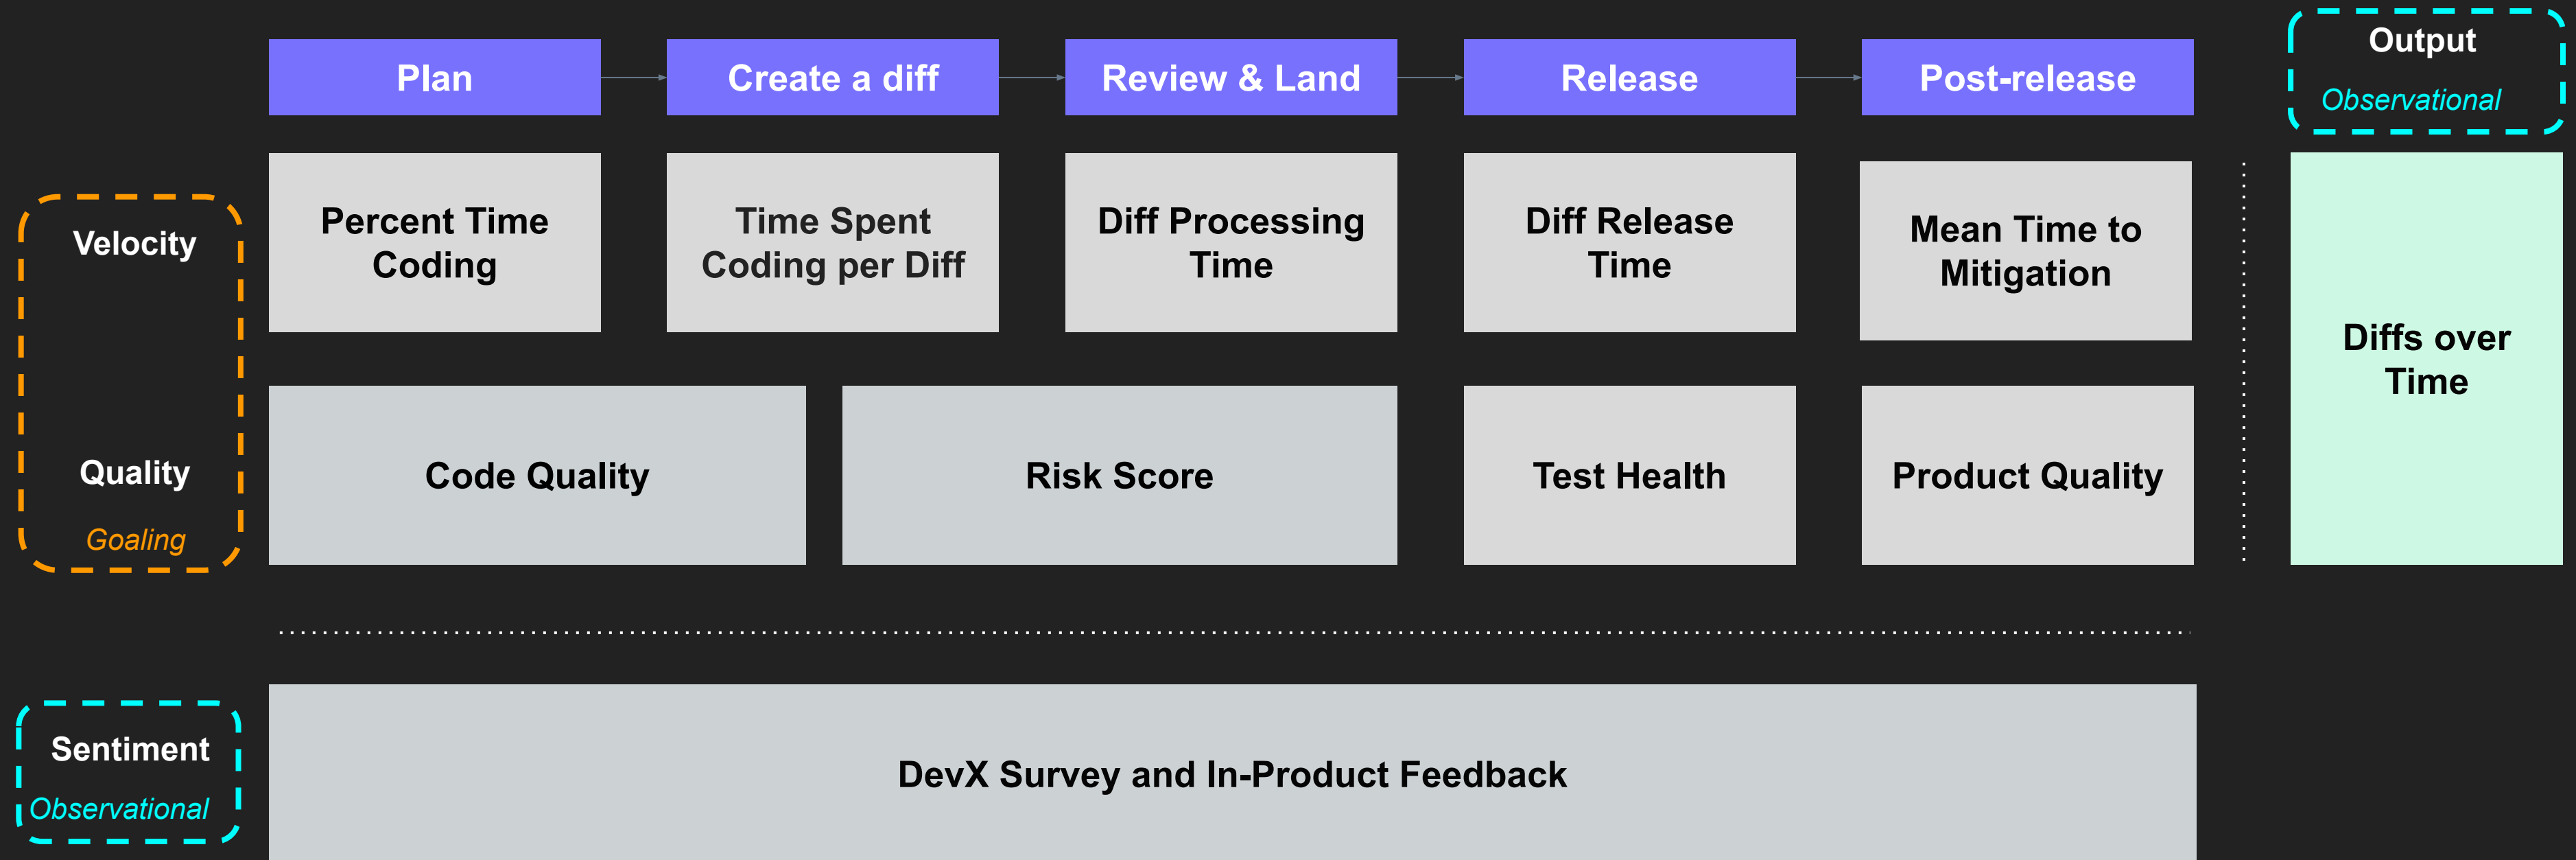 Plan
Create a diff
Review & Land
Release
Post-release
Output
Observational
Velocity
Percent Time
Coding
Time Spent
Coding per Diff
Diff Processing
Time
Diff Release
Time
Mean Time to
Mitigation
Diffs over
Time
Quality
Goaling
Code Quality
Risk Score
Test Health
Product Quality
Sentiment
Observational
DevX Survey and In-Product Feedback